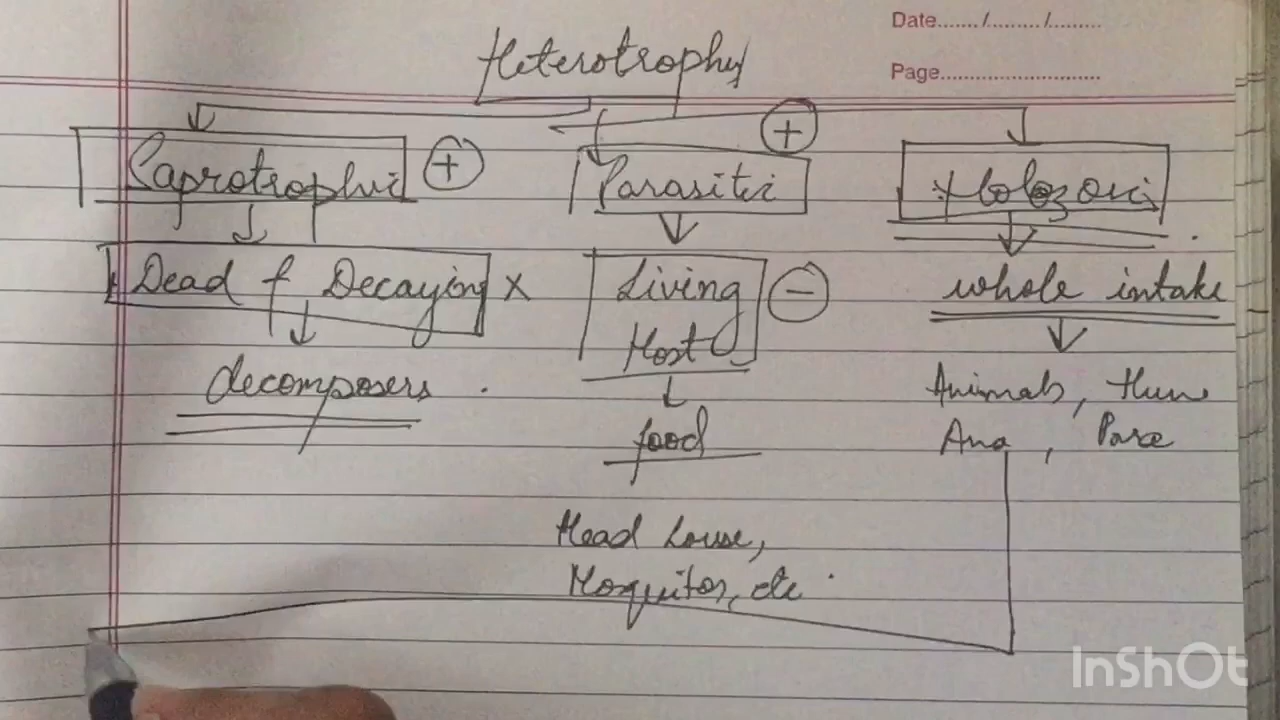 Date......./......../.........
Page............................
Heterotrophy
Saprotrophic
+
Parasitic
+
Holozoic
Dead & Decaying x
Living
Host
-
whole intake
decomposers .
food
Animals, Hum
Ana , Para
Head Louse,
Mosquitos, etc
InShOt